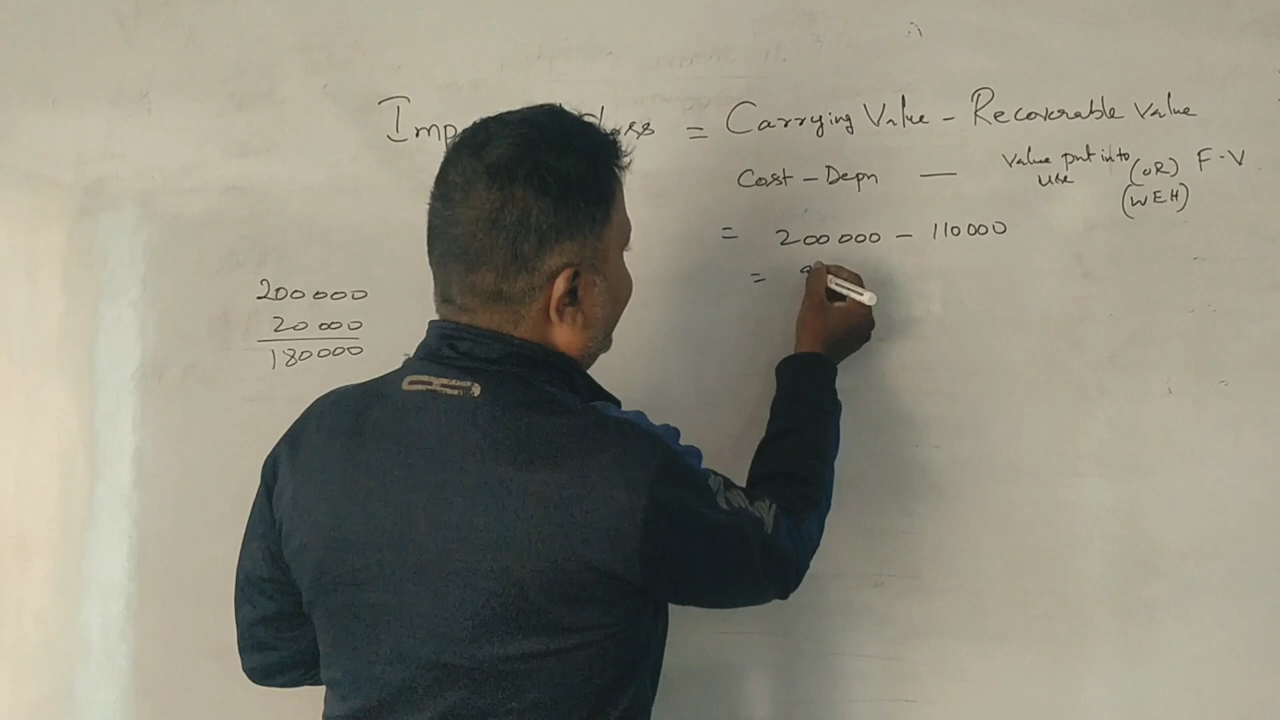 Imp loss = Carrying Value - Recoverable Value
Cost - Depn — Value put into use (OR) F.V
(WEH)
= 200000 - 110000
= 9
200000
20000
180000